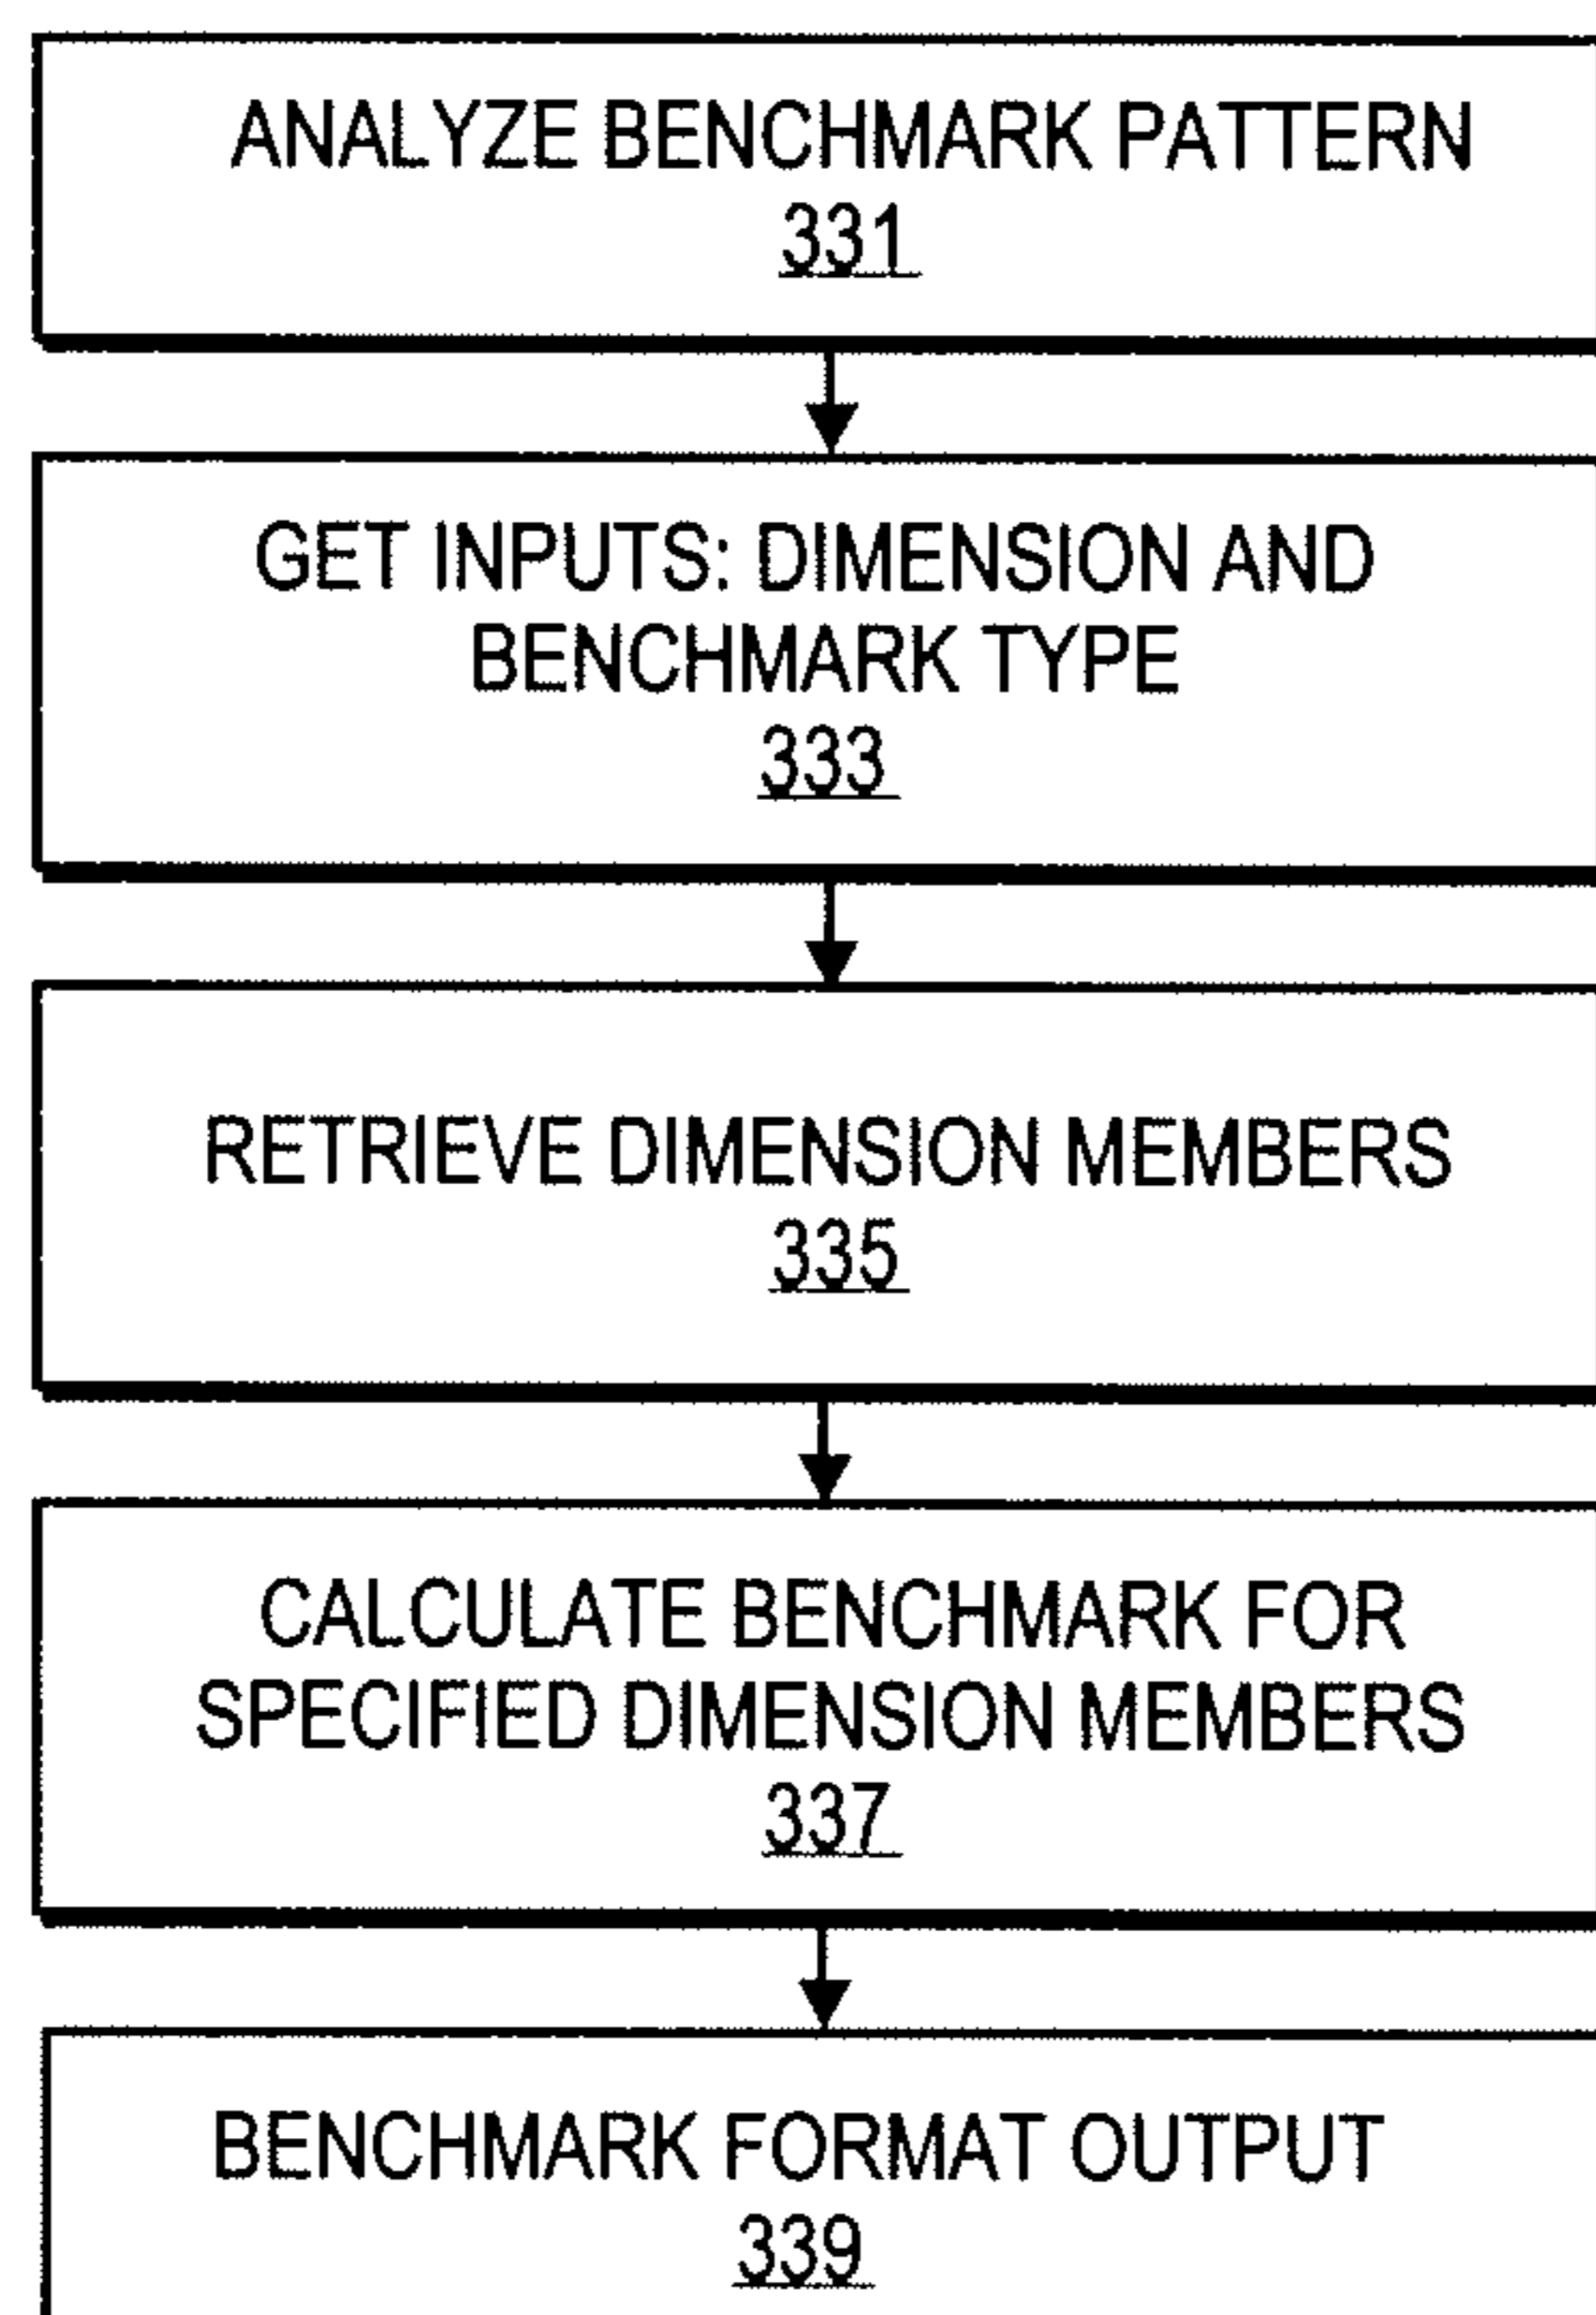 ANALYZE BENCHMARK PATTERN
331
GET INPUTS: DIMENSION AND
BENCHMARK TYPE
333
RETRIEVE DIMENSION MEMBERS
335
CALCULATE BENCHMARK FOR
SPECIFIED DIMENSION MEMBERS
337
BENCHMARK FORMAT OUTPUT
339